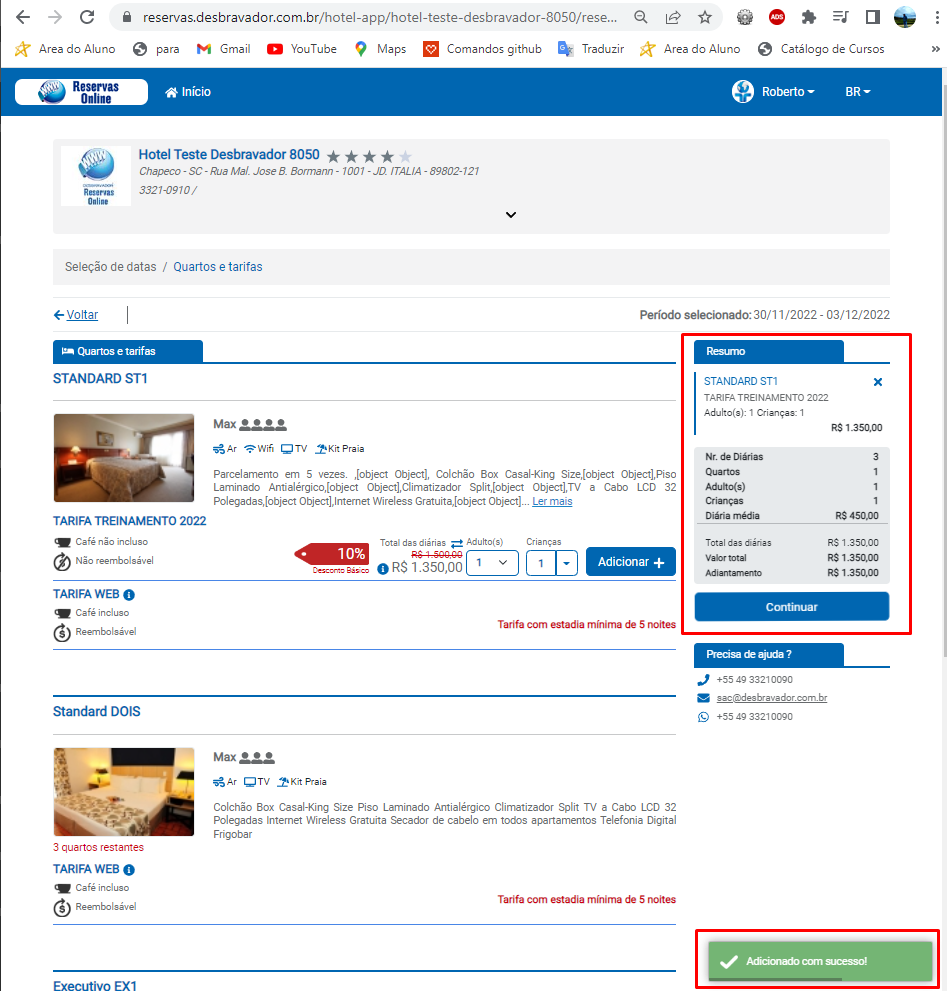 reservas.desbravador.com.br/hotel-app/hotel-teste-desbravador-8050/rese...
ADS
Area do Aluno
para
Gmail
YouTube
Maps
Comandos github
Traduzir
Area do Aluno
Catálogo de Cursos
»
Reservas
Online
Início
Roberto
BR
Reservas
Online
Hotel Teste Desbravador 8050
Chapeco - SC - Rua Mal. Jose B. Bormann - 1001 - JD. ITALIA - 89802-121
3321-0910 /
Seleção de datas / Quartos e tarifas
Voltar
Período selecionado: 30/11/2022 - 03/12/2022
Quartos e tarifas
STANDARD ST1
Max
Ar Wifi TV Kit Praia
Parcelamento em 5 vezes. ,[object Object], Colchão Box Casal-King Size,[object Object],Piso
Laminado Antialérgico,[object Object],Climatizador Split,[object Object],TV a Cabo LCD 32
Polegadas,[object Object],Internet Wireless Gratuita,[object Object]... Ler mais
TARIFA TREINAMENTO 2022
Café não incluso
Não reembolsável
10%
Desconto Básico
Total das diárias
R$ 1.500,00
R$ 1.350,00
Adulto(s)
1
Crianças
1
Adicionar +
TARIFA WEB
Café incluso
Reembolsável
Tarifa com estadia mínima de 5 noites
Standard DOIS
Max
Ar TV Kit Praia
Colchão Box Casal-King Size Piso Laminado Antialérgico Climatizador Split TV a Cabo LCD 32
Polegadas Internet Wireless Gratuita Secador de cabelo em todos apartamentos Telefonia Digital
Frigobar
3 quartos restantes
TARIFA WEB
Café incluso
Reembolsável
Tarifa com estadia mínima de 5 noites
Executivo EX1
Resumo
STANDARD ST1
TARIFA TREINAMENTO 2022
Adulto(s): 1 Crianças: 1
R$ 1.350,00
Nr. de Diárias 3
Quartos 1
Adulto(s) 1
Crianças 1
Diária média R$ 450,00
Total das diárias R$ 1.350,00
Valor total R$ 1.350,00
Adiantamento R$ 1.350,00
Continuar
Precisa de ajuda ?
+55 49 33210090
sac@desbravador.com.br
+55 49 33210090
Adicionado com sucesso!